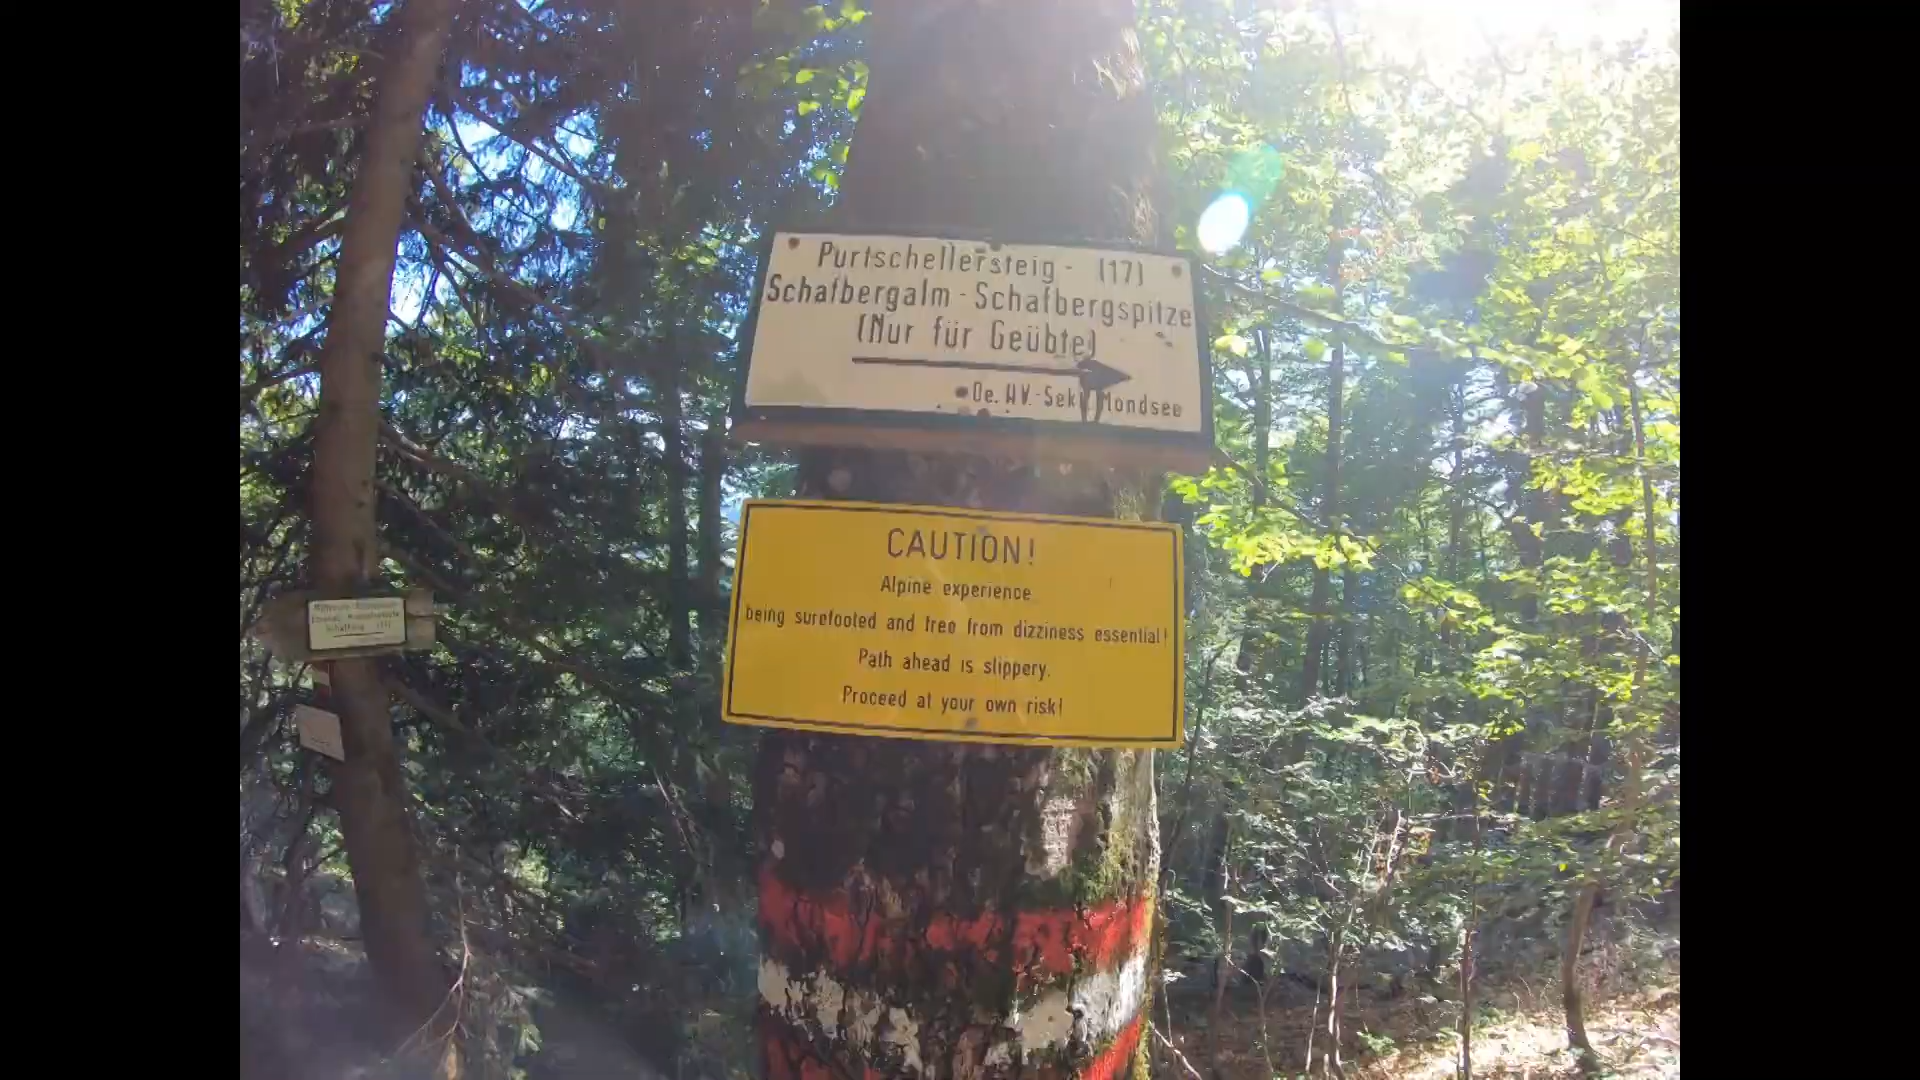 Purtschellersteig - (17)
Schafbergalm - Schafbergspitze
(Nur für Geübte)
Oe. AV.-Sekt. Mondsee
CAUTION!
Alpine experience
being surefooted and free from dizziness essential!
Path ahead is slippery.
Proceed at your own risk!